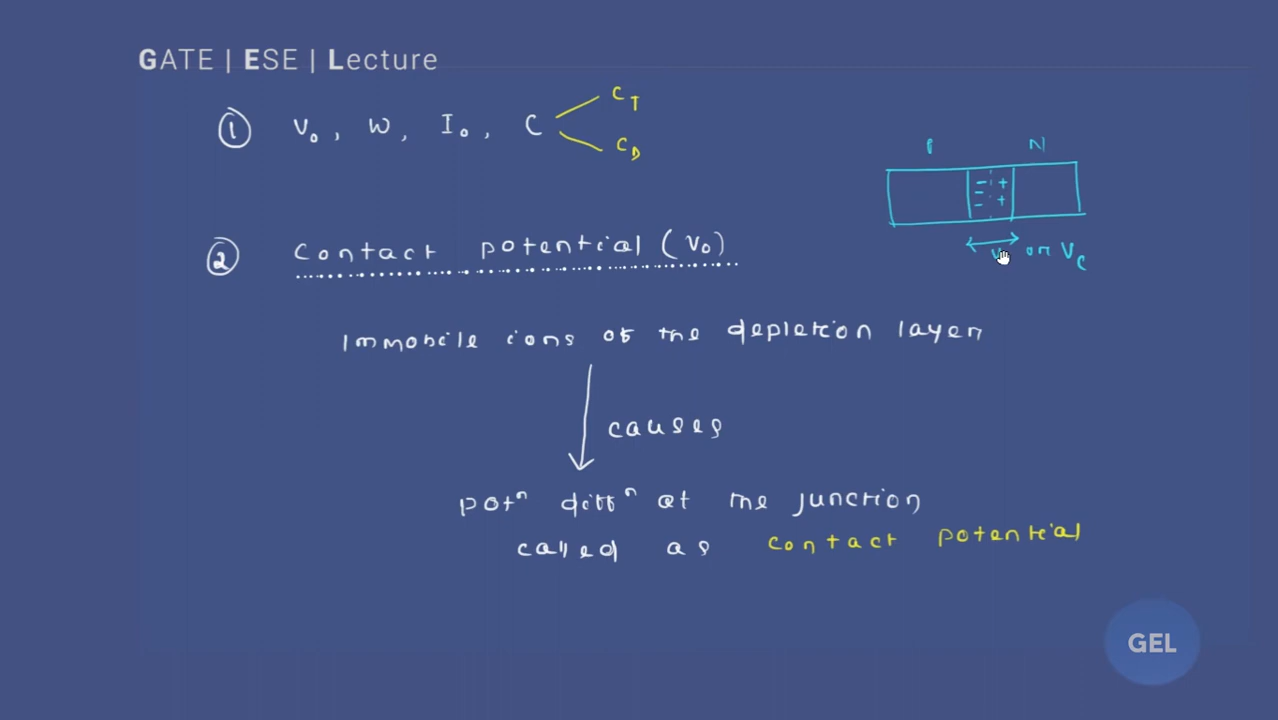 GATE | ESE | Lecture
① V₀, W, I₀, C
C_T
C_D
P N
- +
- +
-
or V_C
② Contact potential (V₀)
Immobile ions of the depletion layer
causes
potⁿ diffⁿ at the junction
called as contact potential
GEL